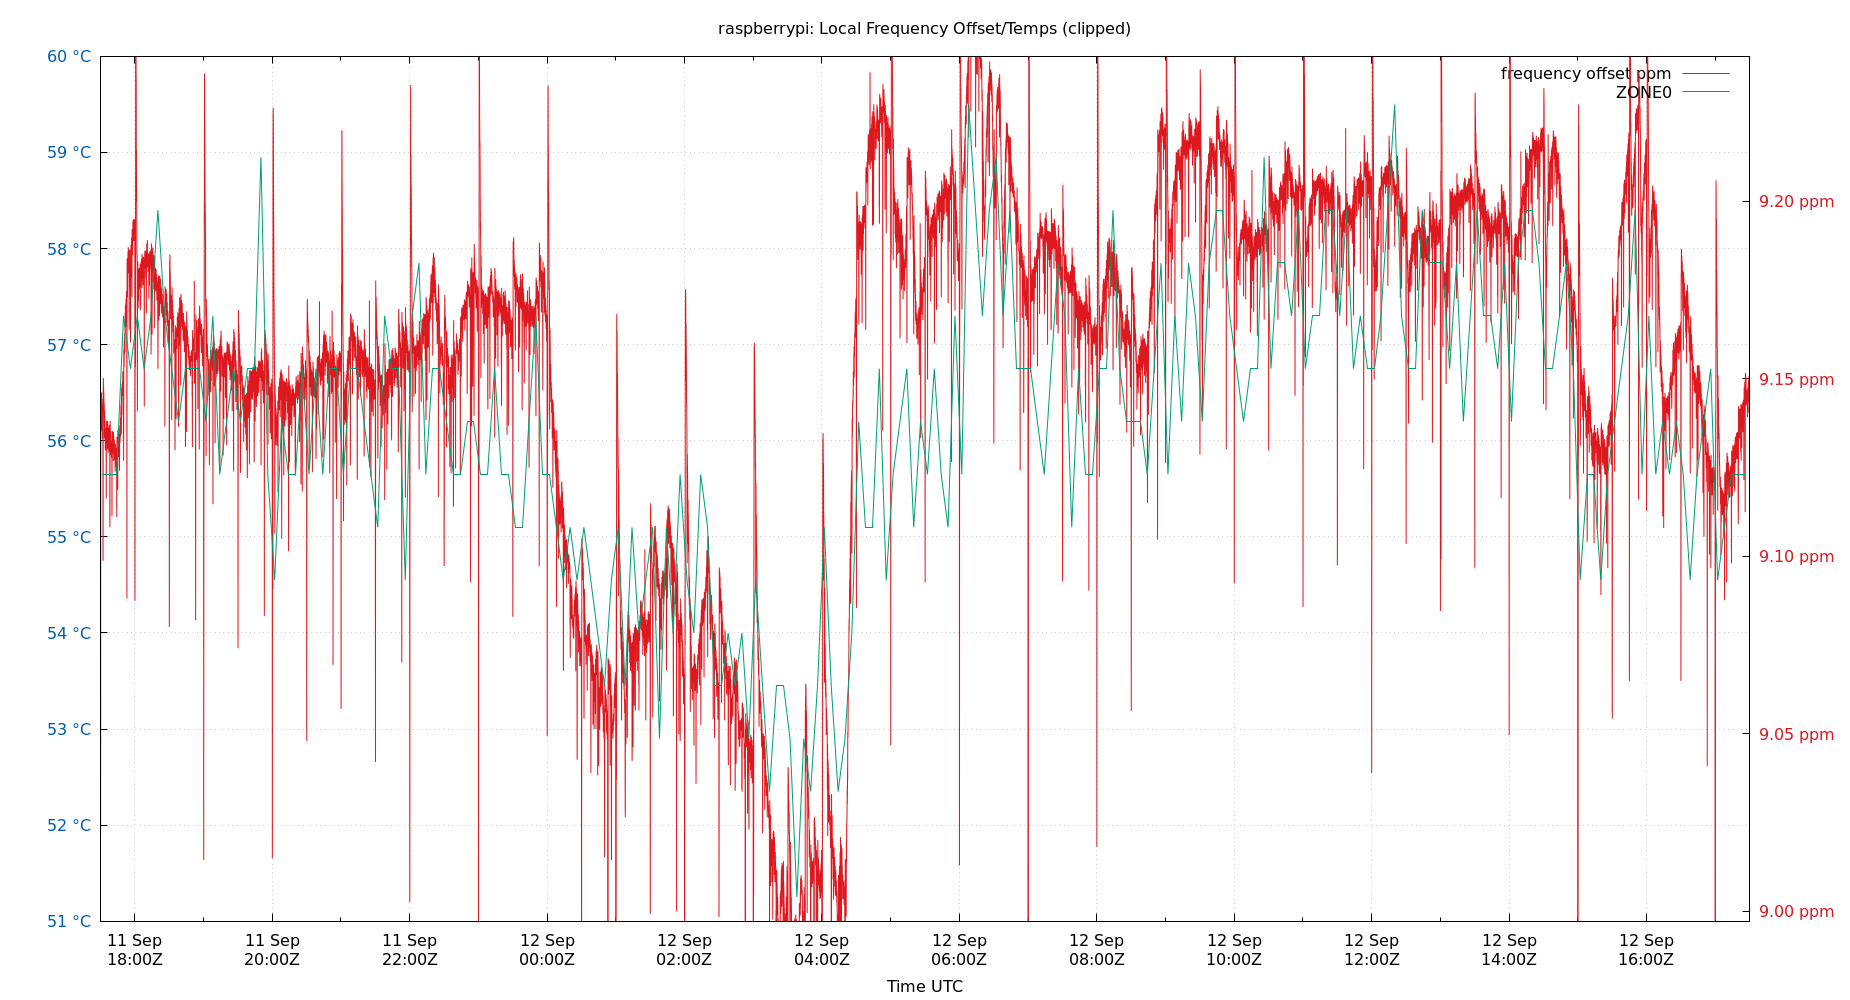 raspberrypi: Local Frequency Offset/Temps (clipped)
60 °C
59 °C
58 °C
57 °C
56 °C
55 °C
54 °C
53 °C
52 °C
51 °C
frequency offset ppm
ZONE0
9.20 ppm
9.15 ppm
9.10 ppm
9.05 ppm
9.00 ppm
11 Sep 11 Sep 11 Sep 12 Sep 12 Sep 12 Sep 12 Sep 12 Sep 12 Sep 12 Sep 12 Sep 12 Sep
18:00Z 20:00Z 22:00Z 00:00Z 02:00Z 04:00Z 06:00Z 08:00Z 10:00Z 12:00Z 14:00Z 16:00Z
Time UTC